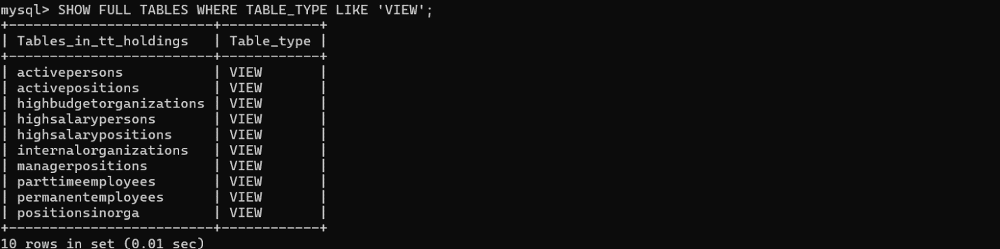 mysql> SHOW FULL TABLES WHERE TABLE_TYPE LIKE 'VIEW';
+-------------------------+------------+
| Tables_in_tt_holdings   | Table_type |
+-------------------------+------------+
| activepersons           | VIEW       |
| activepositions         | VIEW       |
| highbudgetorganizations | VIEW       |
| highsalarypersons       | VIEW       |
| highsalarypositions     | VIEW       |
| internalorganizations   | VIEW       |
| managerpositions        | VIEW       |
| parttimeemployees       | VIEW       |
| permanentemployees      | VIEW       |
| positionsinorga         | VIEW       |
+-------------------------+------------+
10 rows in set (0.01 sec)